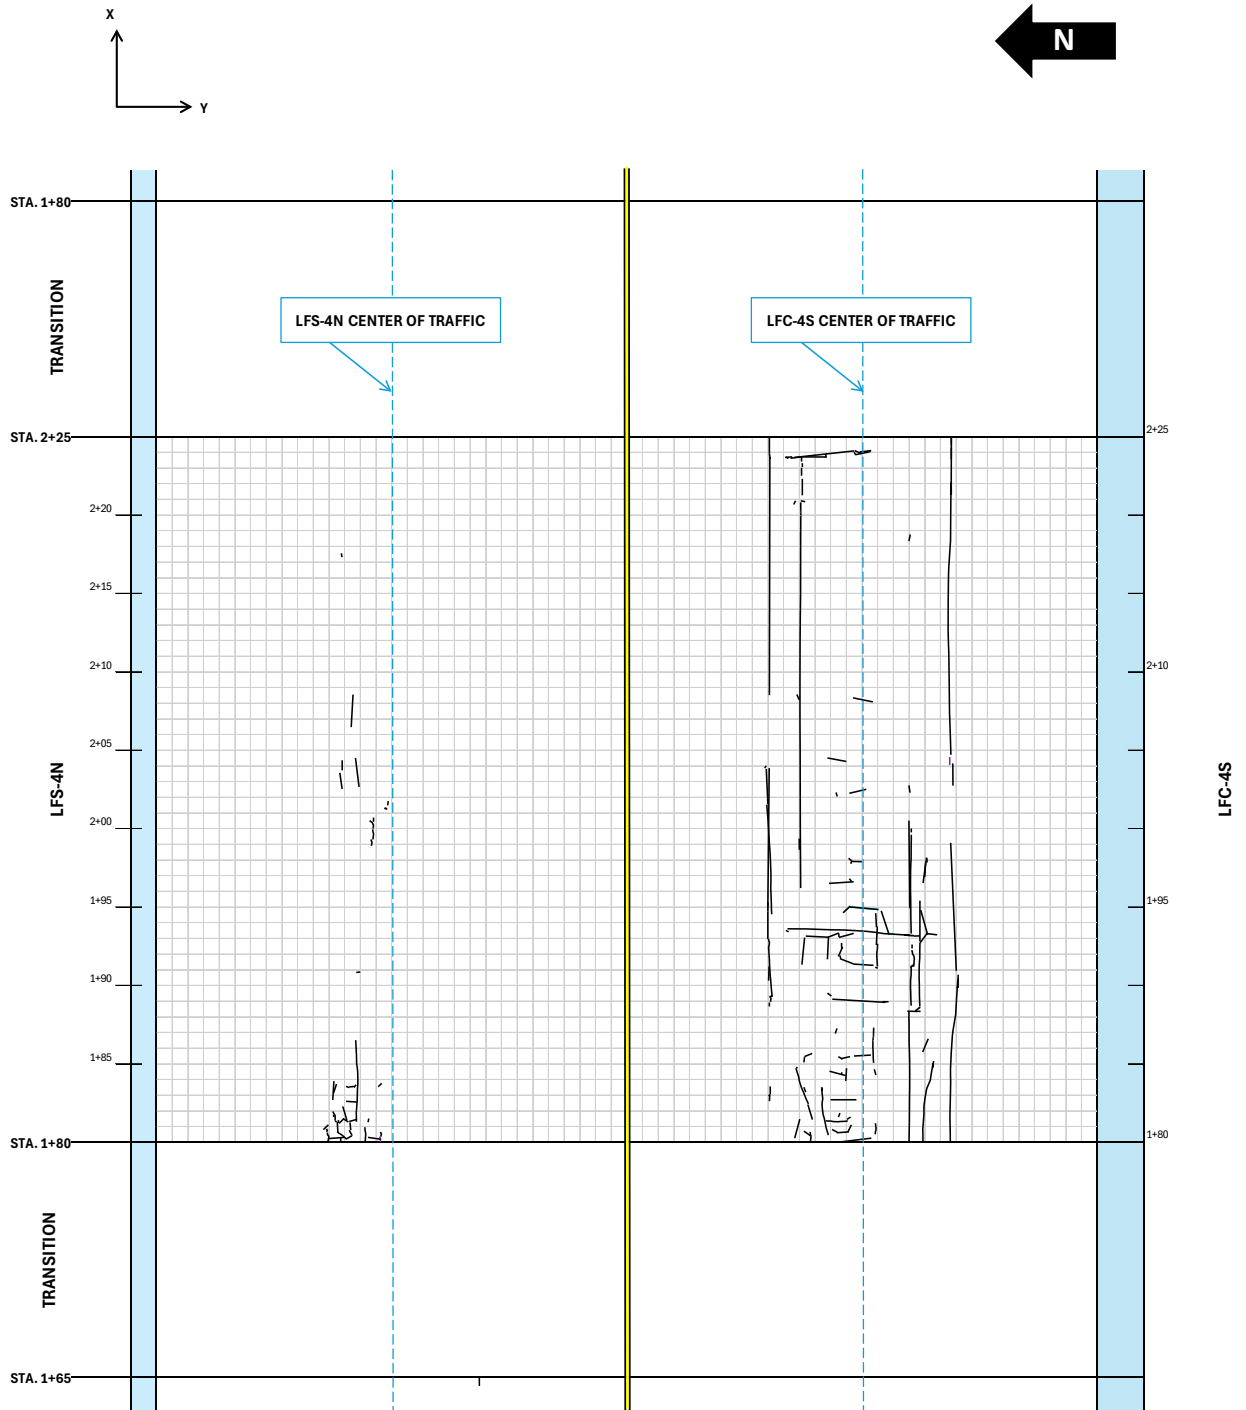 X
N
Y
STA. 1+80
TRANSITION
LFS-4N CENTER OF TRAFFIC
LFC-4S CENTER OF TRAFFIC
STA. 2+25
2+25
2+20
2+15
2+10
2+10
2+05
LFS-4N
LFC-4S
2+00
1+95
1+95
1+90
1+85
STA. 1+80
1+80
TRANSITION
STA. 1+65